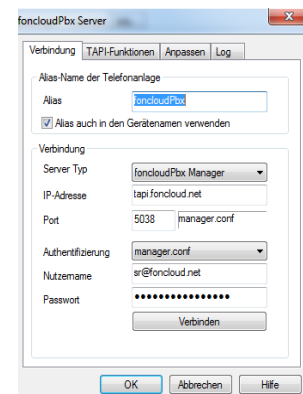 foncloudPbx Server
Verbindung TAPI-Funktionen Anpassen Log
Alias-Name der Telefonanlage
Alias foncloudPbx
Alias auch in den Gerätenamen verwenden
Verbindung
Server Typ foncloudPbx Manager
IP-Adresse tapi.foncloud.net
Port 5038 manager.conf
Authentifizierung manager.conf
Nutzername sr@foncloud.net
Passwort ••••••••••••••••
Verbinden
OK Abbrechen Hilfe